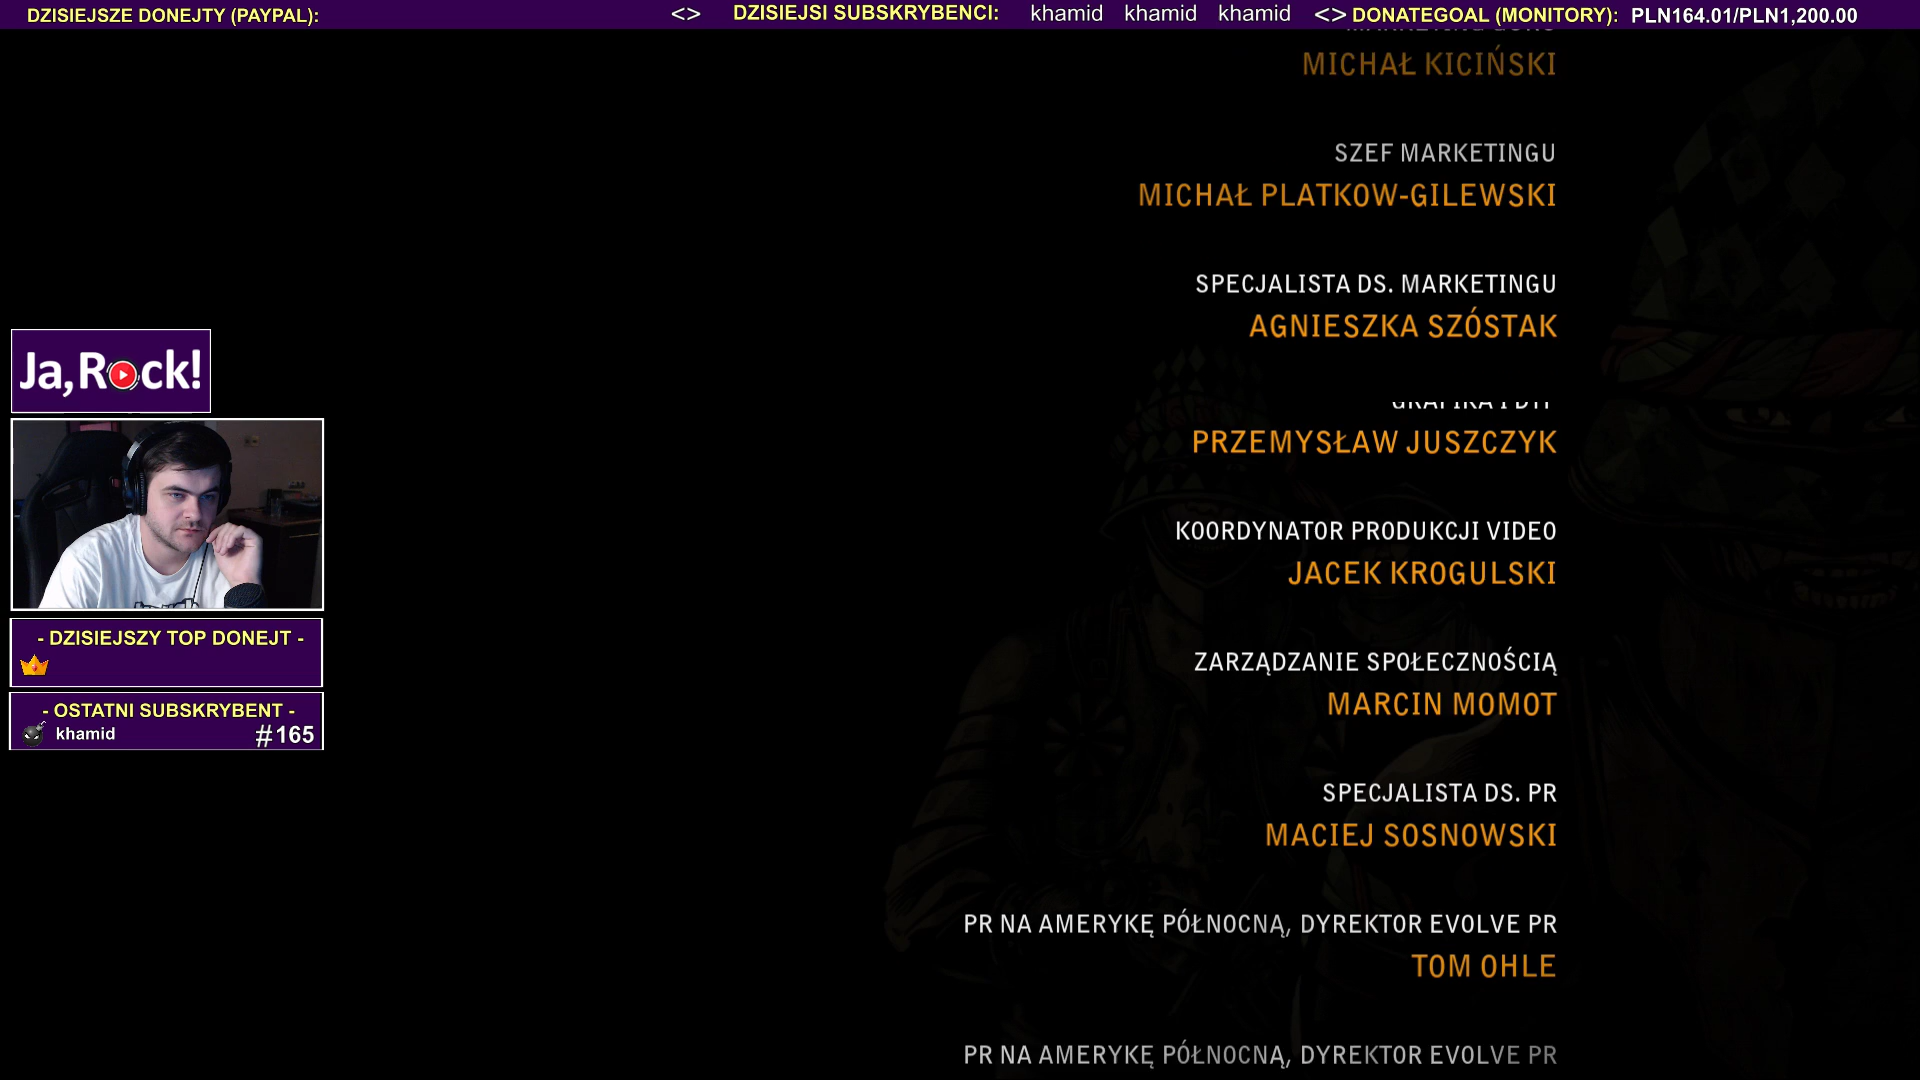 DZISIEJSZE DONEJTY (PAYPAL):
<> DZISIEJSI SUBSKRYBENCI: khamid khamid khamid <> DONATEGOAL (MONITORY): PLN164.01/PLN1,200.00
MICHAŁ KICIŃSKI
SZEF MARKETINGU
MICHAŁ PLATKOW-GILEWSKI
SPECJALISTA DS. MARKETINGU
AGNIESZKA SZÓSTAK
PRZEMYSŁAW JUSZCZYK
KOORDYNATOR PRODUKCJI VIDEO
JACEK KROGULSKI
ZARZĄDZANIE SPOŁECZNOŚCIĄ
MARCIN MOMOT
SPECJALISTA DS. PR
MACIEJ SOSNOWSKI
PR NA AMERYKĘ PÓŁNOCNĄ, DYREKTOR EVOLVE PR
TOM OHLE
PR NA AMERYKĘ PÓŁNOCNĄ, DYREKTOR EVOLVE PR
Ja,Rock!
- DZISIEJSZY TOP DONEJT -
- OSTATNI SUBSKRYBENT -
khamid #165